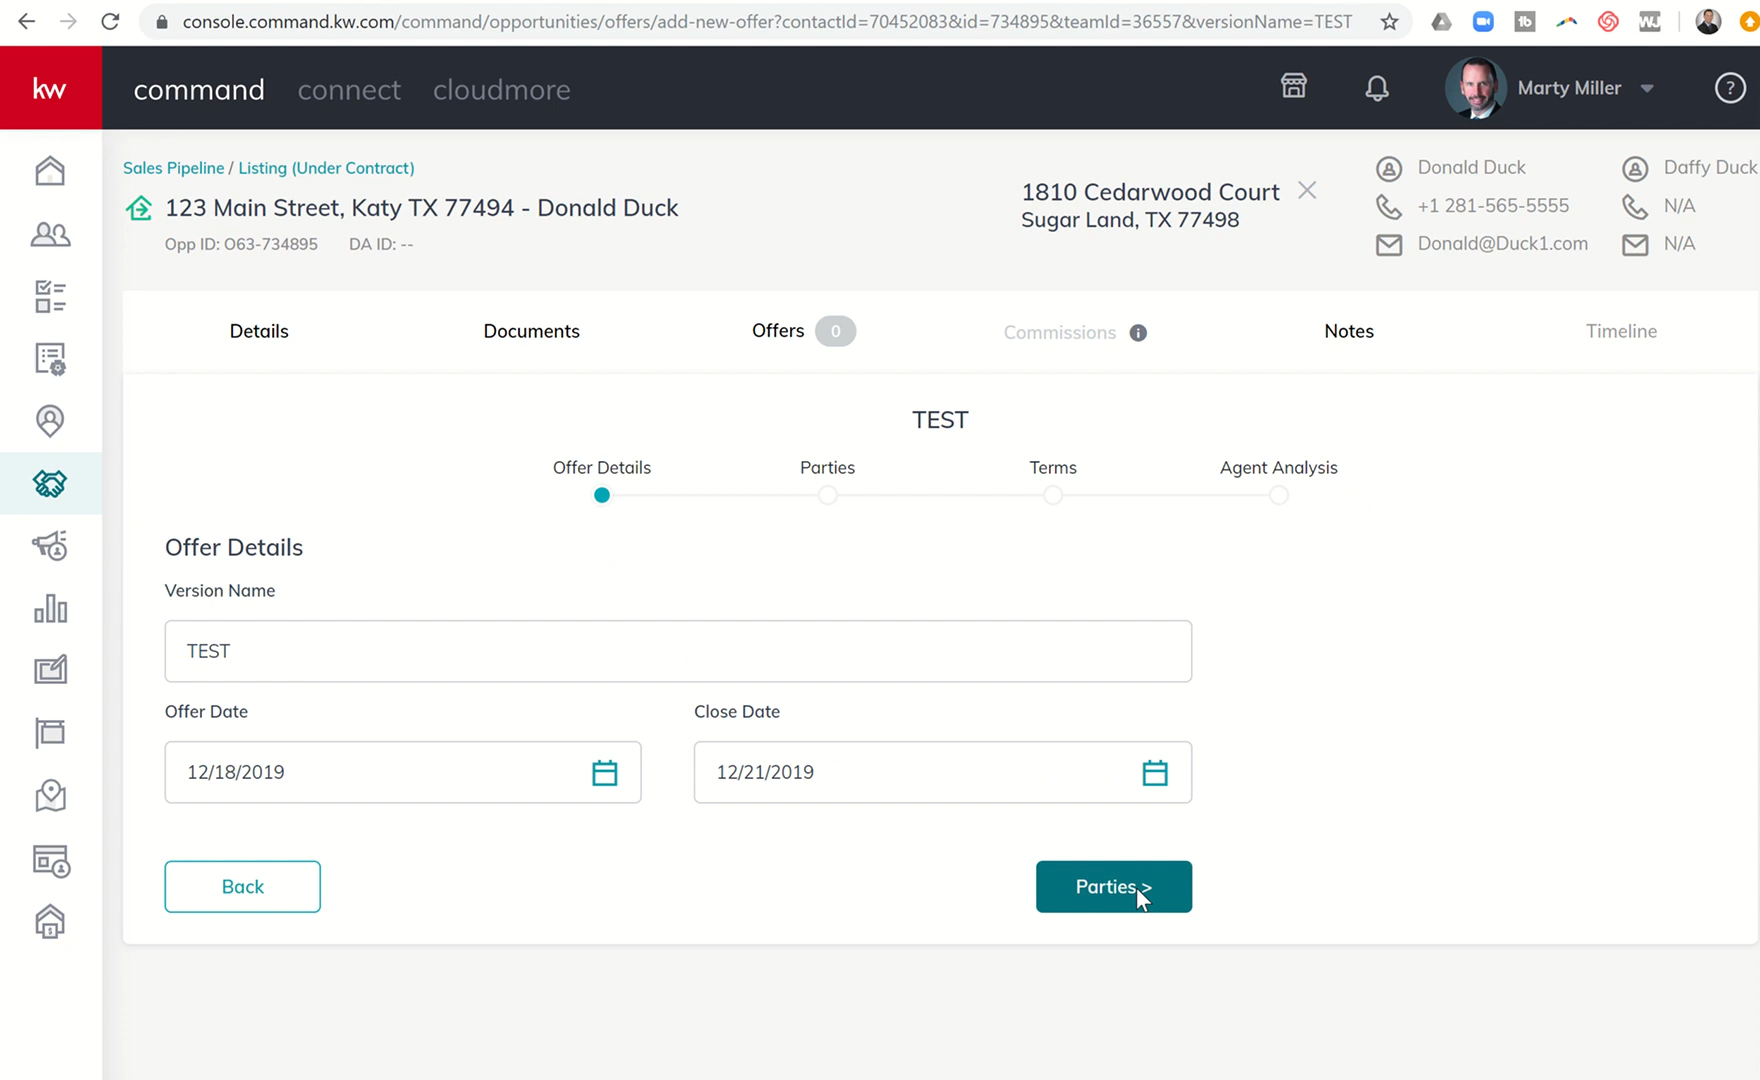 console.command.kw.com/command/opportunities/offers/add-new-offer?contactId=70452083&id=734895&teamId=36557&versionName=TEST
kw
command connect cloudmore
Marty Miller
?
Sales Pipeline / Listing (Under Contract)
123 Main Street, Katy TX 77494 - Donald Duck
Opp ID: O63-734895 DA ID: --
1810 Cedarwood Court
Sugar Land, TX 77498
Donald Duck
+1 281-565-5555
Donald@Duck1.com
Daffy Duck
N/A
N/A
Details Documents Offers 0 Commissions i Notes Timeline
TEST
Offer Details Parties Terms Agent Analysis
Offer Details
Version Name
TEST
Offer Date Close Date
12/18/2019 12/21/2019
Back Parties >